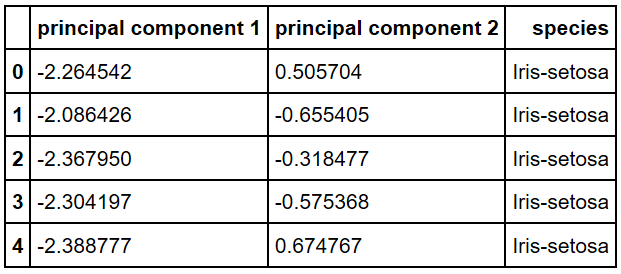 principal component 1 principal component 2 species
0 -2.264542 0.505704 Iris-setosa
1 -2.086426 -0.655405 Iris-setosa
2 -2.367950 -0.318477 Iris-setosa
3 -2.304197 -0.575368 Iris-setosa
4 -2.388777 0.674767 Iris-setosa